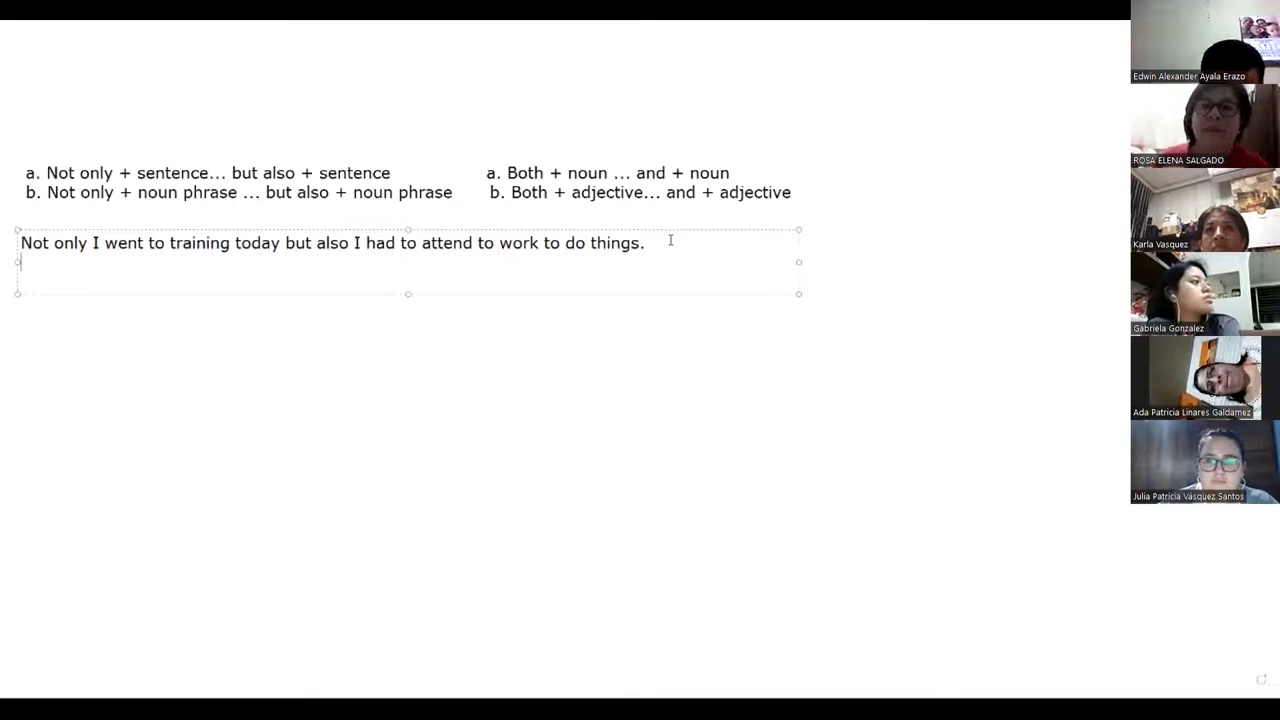 a. Not only + sentence... but also + sentence
b. Not only + noun phrase ... but also + noun phrase
a. Both + noun ... and + noun
b. Both + adjective... and + adjective
Not only I went to training today but also I had to attend to work to do things.
Edwin Alexander Ayala Erazo
ROSA ELENA SALGADO
Karla Vasquez
Gabriela Gonzalez
Ada Patricia Linares Galdamez
Julia Patricia Vásquez Santos